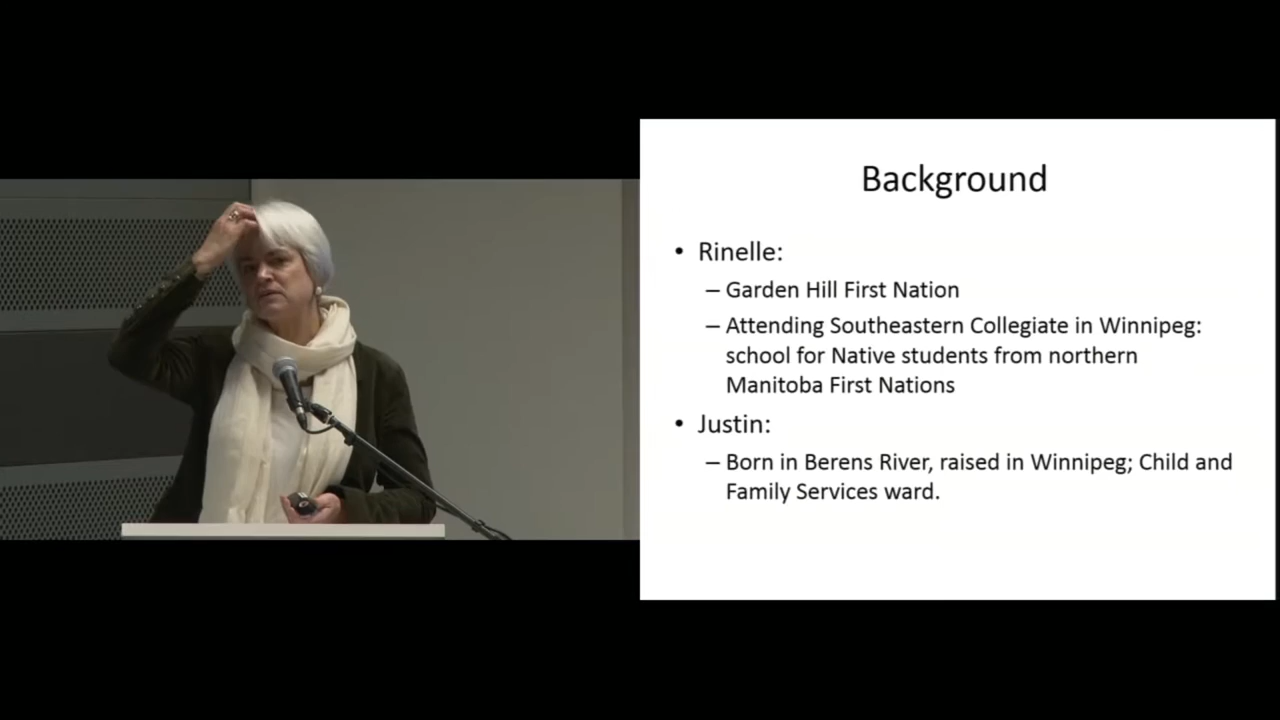 Background
• Rinelle:
– Garden Hill First Nation
– Attending Southeastern Collegiate in Winnipeg:
school for Native students from northern
Manitoba First Nations
• Justin:
– Born in Berens River, raised in Winnipeg; Child and
Family Services ward.